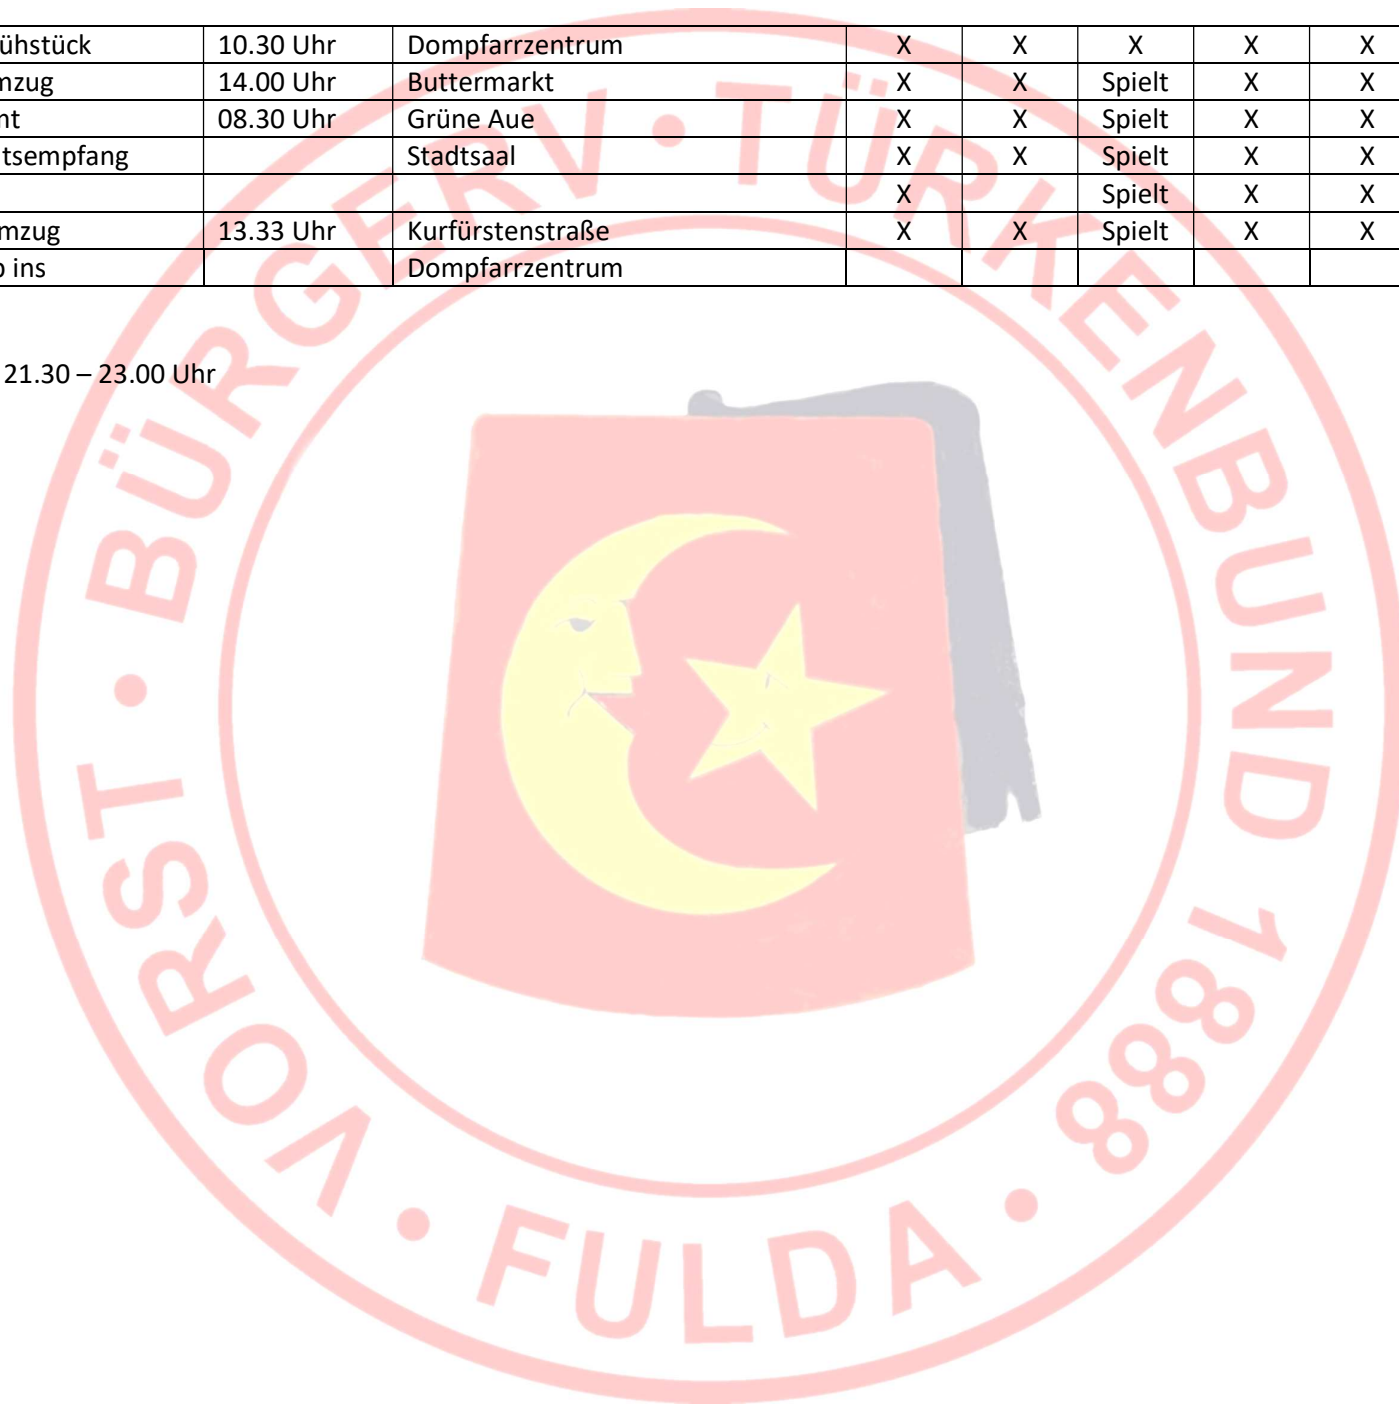 ühstück 10.30 Uhr Dompfarrzentrum X X X X X
mzug 14.00 Uhr Buttermarkt X X Spielt X X
nt 08.30 Uhr Grüne Aue X X Spielt X X
tsempfang Stadtsaal X X Spielt X X
X Spielt X X
mzug 13.33 Uhr Kurfürstenstraße X X Spielt X X
o ins Dompfarrzentrum
21.30 – 23.00 Uhr
VORST • BÜRGERV • TÜRKENBUND 1888 • FULDA •